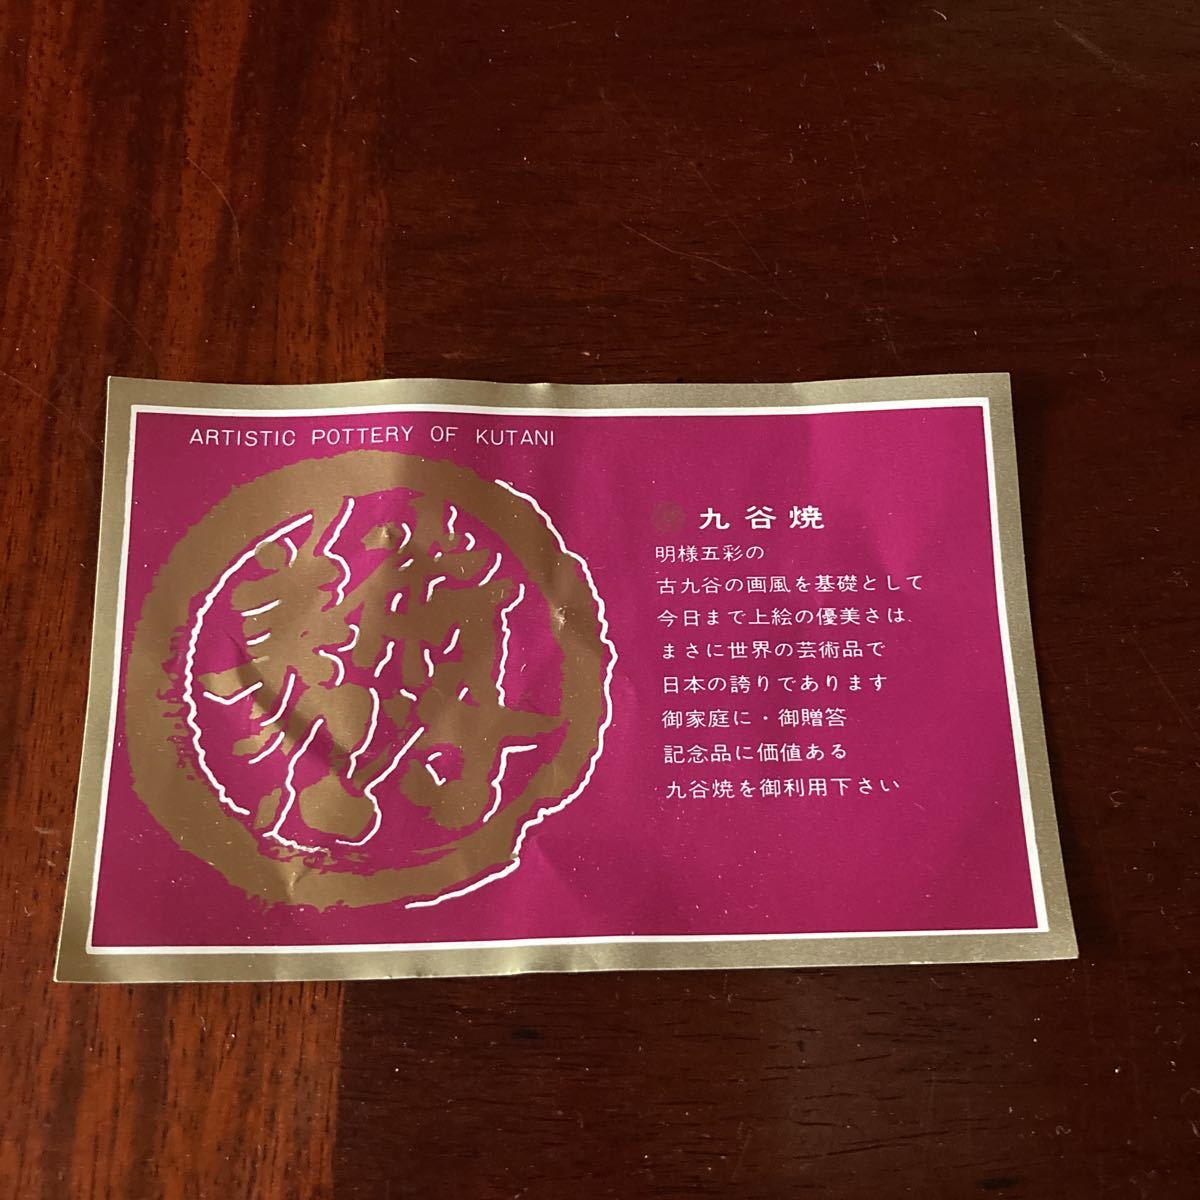 ARTISTIC POTTERY OF KUTANI
九谷焼
明様五彩の
古九谷の画風を基礎として
今日まで上絵の優美さは
まさに世界の芸術品で
日本の誇りであります
御家庭に・御贈答
記念品に価値ある
九谷焼を御利用下さい